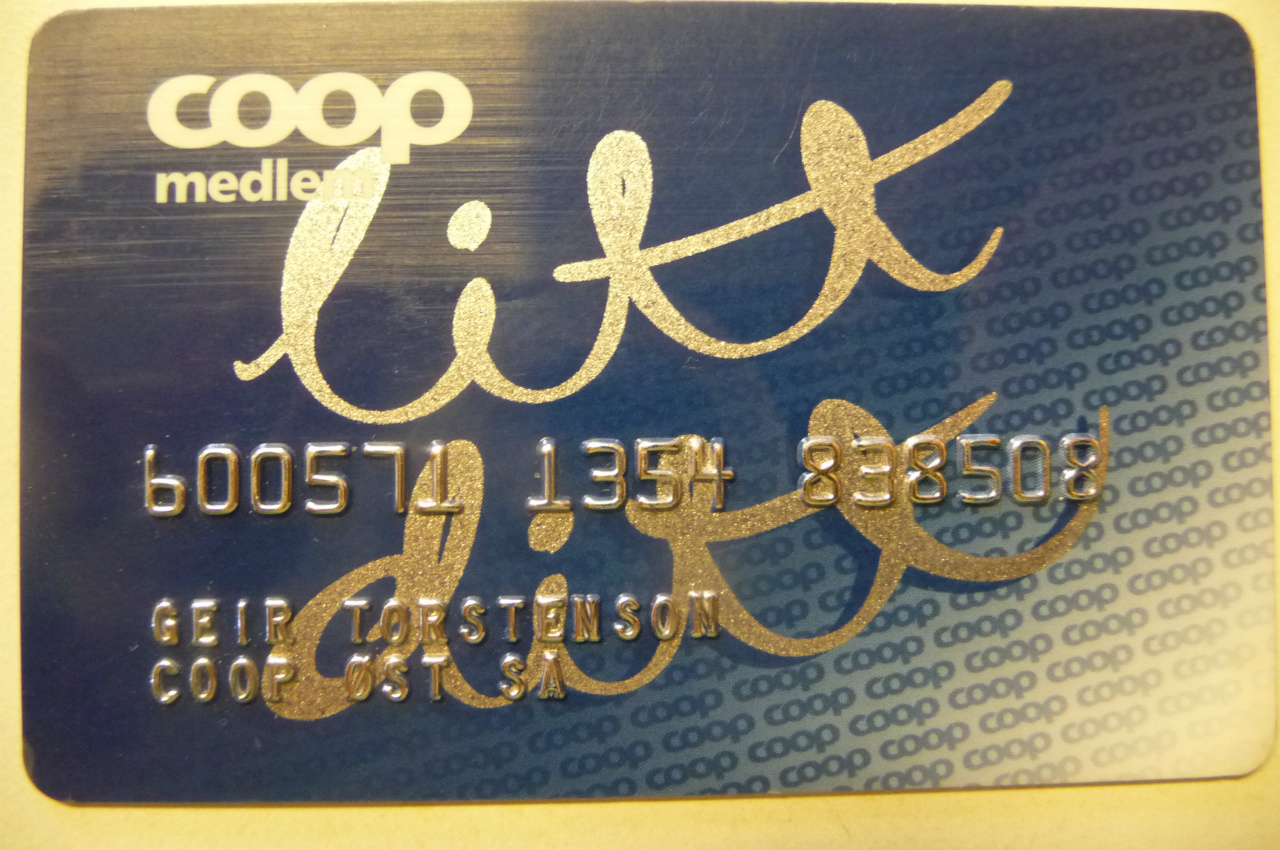 coop
medlem
litt
ditt
600571 1354 838508
GEIR TORSTENSON
COOP ØST SA